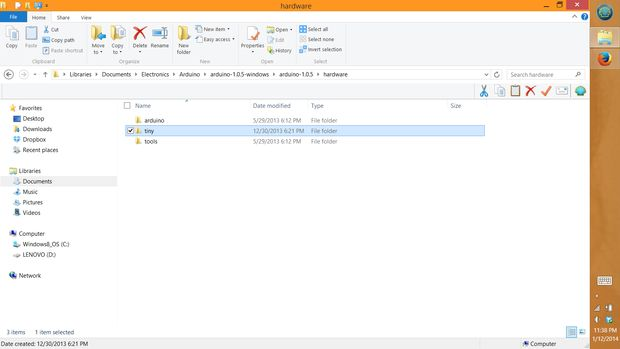 hardware
File Home Share View
Copy Paste Cut Copy path Paste shortcut Move to Copy to Delete Rename New folder New item Easy access Properties Open Edit History Select all Select none Invert selection
Clipboard Organize New Open Select
Libraries Documents Electronics Arduino arduino-1.0.5-windows arduino-1.0.5 hardware Search hardware
Name Date modified Type Size
Favorites
Desktop
Downloads
Dropbox
Recent places
arduino 5/29/2013 6:12 PM File folder
tiny 12/30/2013 6:21 PM File folder
tools 5/29/2013 6:12 PM File folder
Libraries
Documents
Music
Pictures
Videos
Computer
Windows8_OS (C:)
LENOVO (D:)
Network
3 items 1 item selected
Date created: 12/30/2013 6:21 PM Computer
11:38 PM
1/12/2014